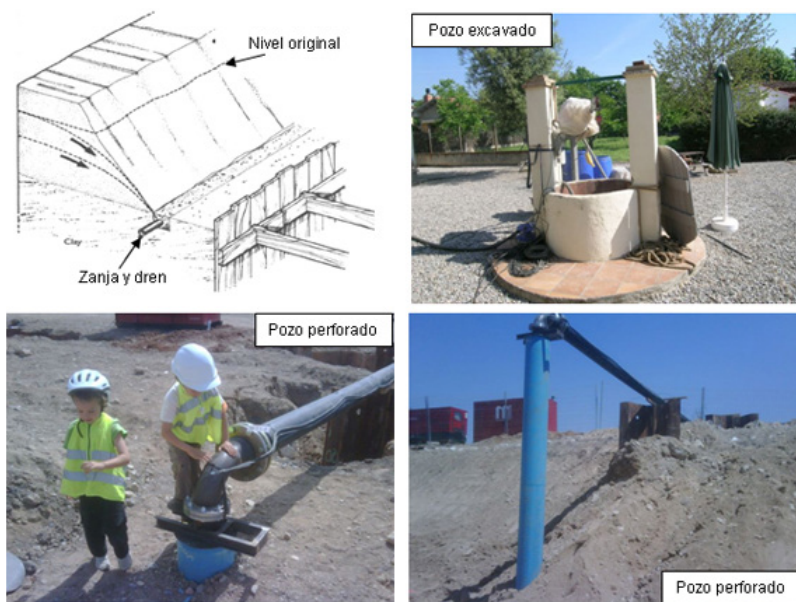 Nivel original
Clay
Zanja y dren
Pozo excavado
Pozo perforado
Pozo perforado